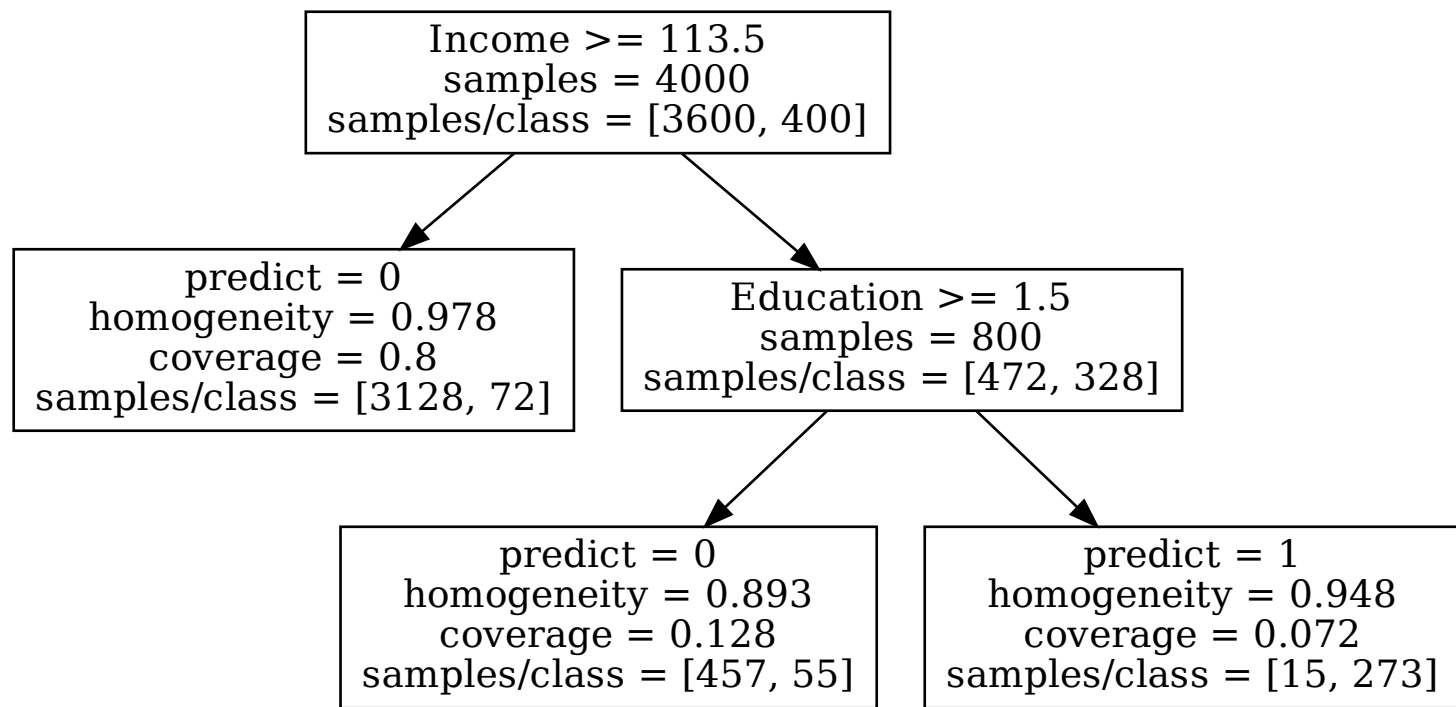 Income >= 113.5
samples = 4000
samples/class = [3600, 400]
predict = 0
homogeneity = 0.978
coverage = 0.8
samples/class = [3128, 72]
Education >= 1.5
samples = 800
samples/class = [472, 328]
predict = 0
homogeneity = 0.893
coverage = 0.128
samples/class = [457, 55]
predict = 1
homogeneity = 0.948
coverage = 0.072
samples/class = [15, 273]